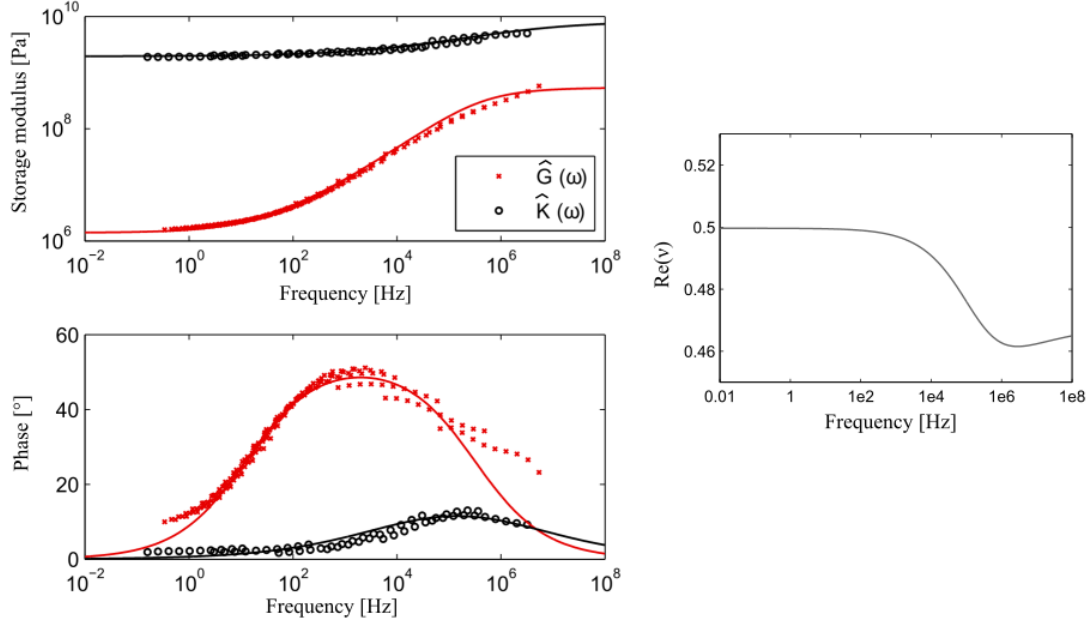 Storage modulus [Pa]
10^10
10^8
10^6
Ĝ (ω)
K̂ (ω)
10^-2 10^0 10^2 10^4 10^6 10^8
Frequency [Hz]
Phase [°]
60
40
20
0
10^-2 10^0 10^2 10^4 10^6 10^8
Frequency [Hz]
Re(ν)
0.52
0.5
0.48
0.46
0.01 1 1e2 1e4 1e6 1e8
Frequency [Hz]